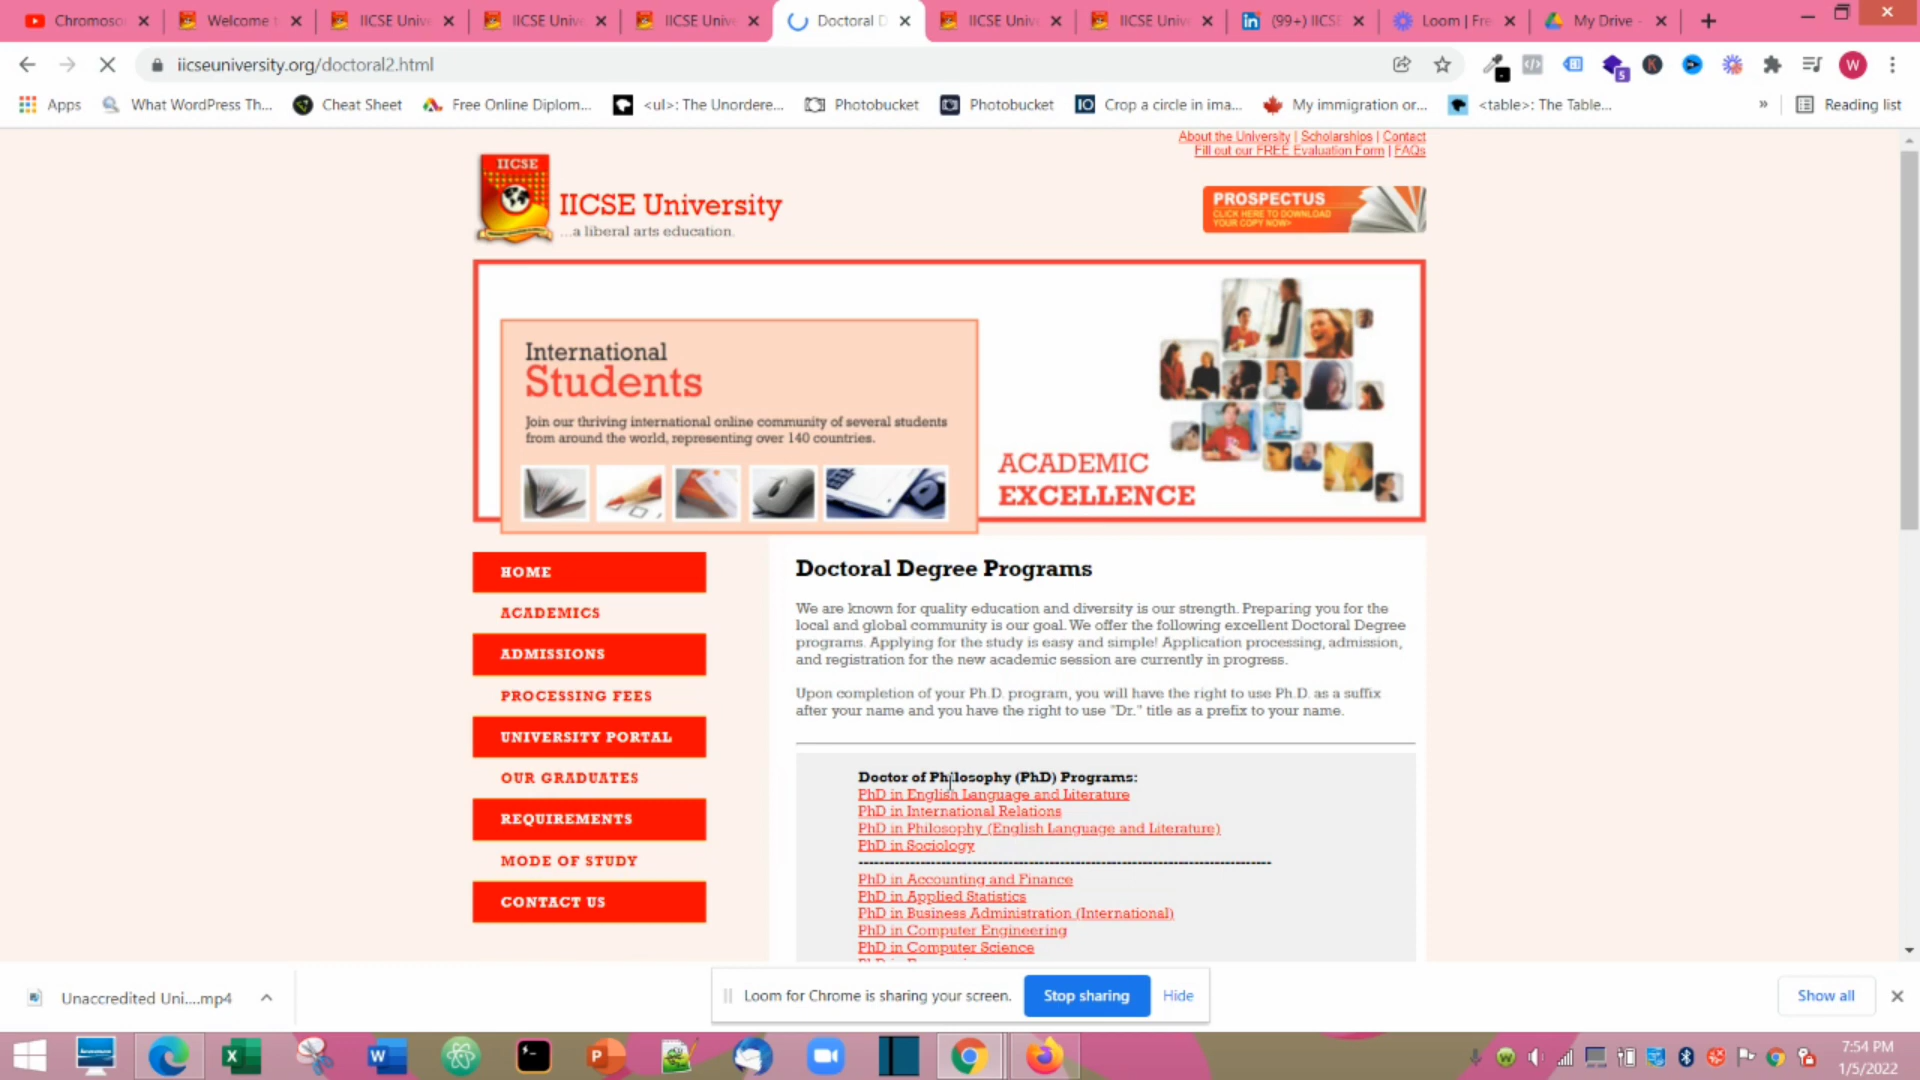 Chromoso
Welcome t
IICSE Unive
IICSE Unive
IICSE Unive
Doctoral D
IICSE Unive
IICSE Unive
(99+) IICSE
Loom | Fre
My Drive -
iicseuniversity.org/doctoral2.html
W
Apps
What WordPress Th...
Cheat Sheet
Free Online Diplom...
<ul>: The Unordere...
Photobucket
Photobucket
Crop a circle in ima...
My immigration or...
<table>: The Table...
»
Reading list
About the University | Scholarships | Contact
Fill out our FREE Evaluation Form | FAQs
IICSE
IICSE University
...a liberal arts education.
PROSPECTUS
CLICK HERE TO DOWNLOAD
YOUR COPY NOW>
International
Students
Join our thriving international online community of several students
from around the world, representing over 140 countries.
ACADEMIC
EXCELLENCE
HOME
ACADEMICS
ADMISSIONS
PROCESSING FEES
UNIVERSITY PORTAL
OUR GRADUATES
REQUIREMENTS
MODE OF STUDY
CONTACT US
Doctoral Degree Programs
We are known for quality education and diversity is our strength. Preparing you for the
local and global community is our goal. We offer the following excellent Doctoral Degree
programs. Applying for the study is easy and simple! Application processing, admission,
and registration for the new academic session are currently in progress.
Upon completion of your Ph.D. program, you will have the right to use Ph.D. as a suffix
after your name and you have the right to use "Dr." title as a prefix to your name.
Doctor of Philosophy (PhD) Programs:
PhD in English Language and Literature
PhD in International Relations
PhD in Philosophy (English Language and Literature)
PhD in Sociology
PhD in Accounting and Finance
PhD in Applied Statistics
PhD in Business Administration (International)
PhD in Computer Engineering
PhD in Computer Science
Unaccredited Uni....mp4
Loom for Chrome is sharing your screen.
Stop sharing
Hide
Show all
7:54 PM
1/5/2022